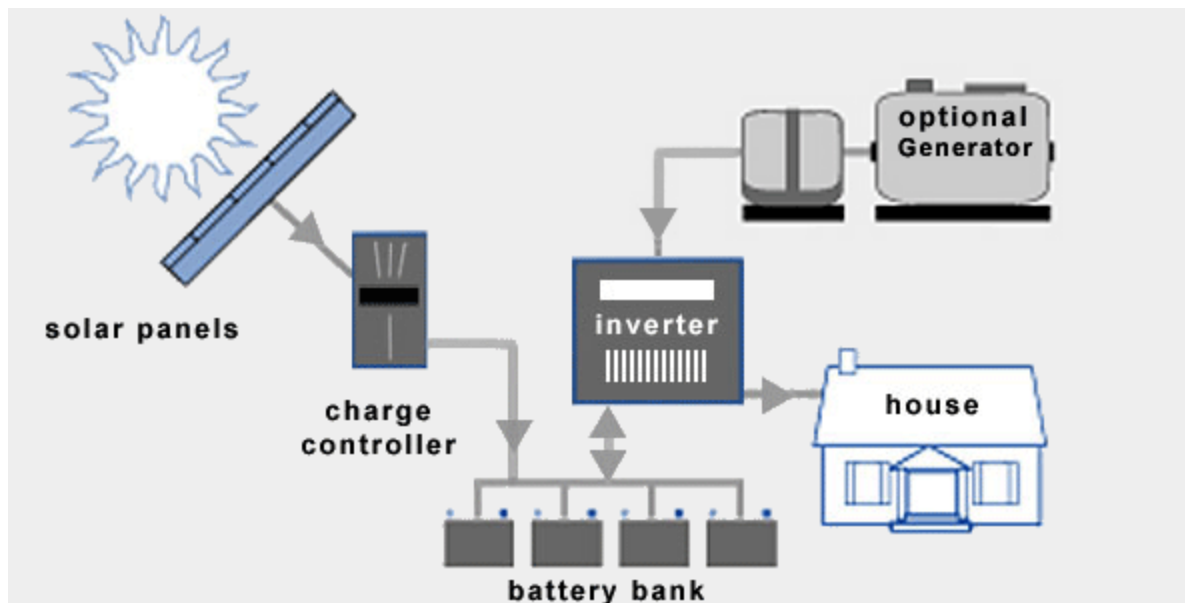 optional
Generator
inverter
solar panels
house
charge
controller
battery bank